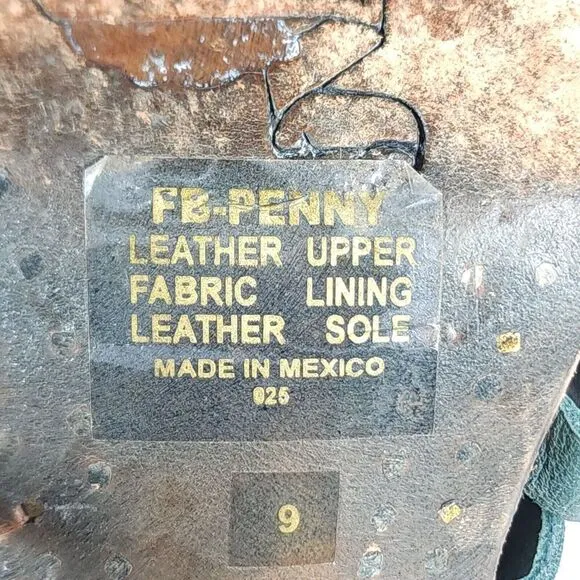 FB-PENNY
LEATHER UPPER
FABRIC LINING
LEATHER SOLE
MADE IN MEXICO
025
9